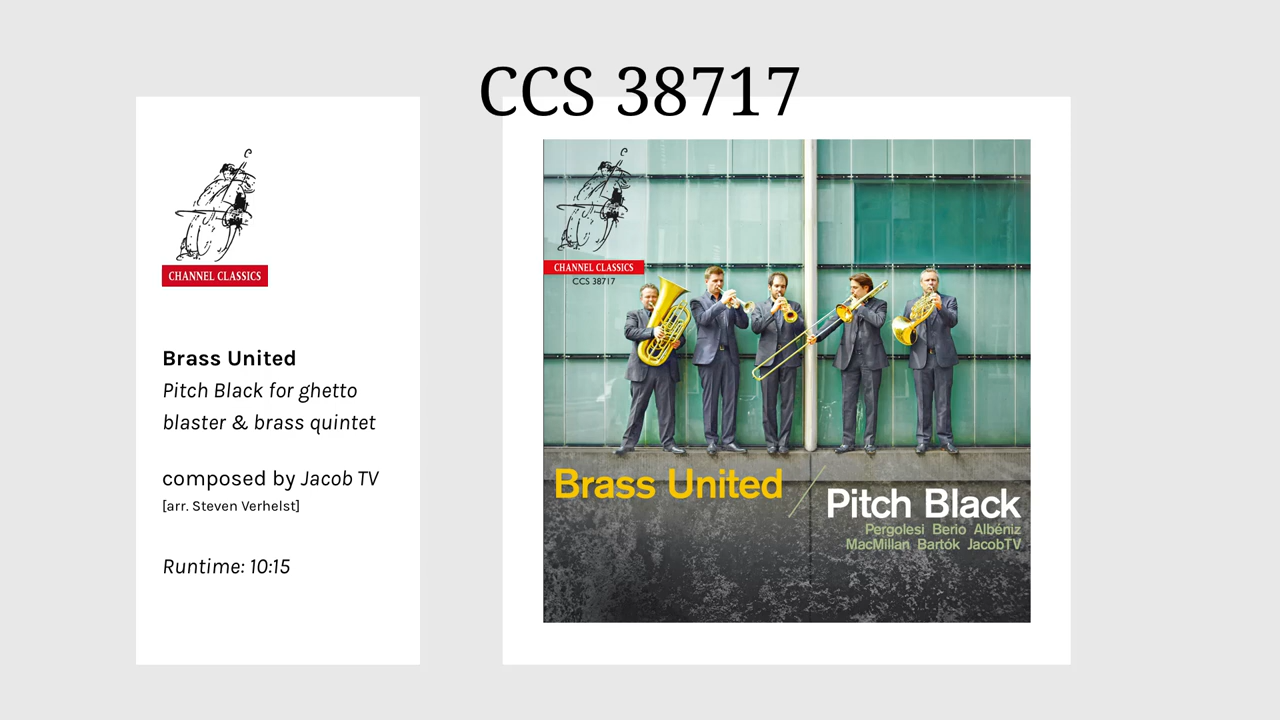 CCS 38717
CHANNEL CLASSICS
Brass United
Pitch Black for ghetto
blaster & brass quintet
composed by Jacob TV
[arr. Steven Verhelst]
Runtime: 10:15
CHANNEL CLASSICS
CCS 38717
Brass United
Pitch Black
Pergolesi Berio Albéniz
MacMillan Bartók JacobTV